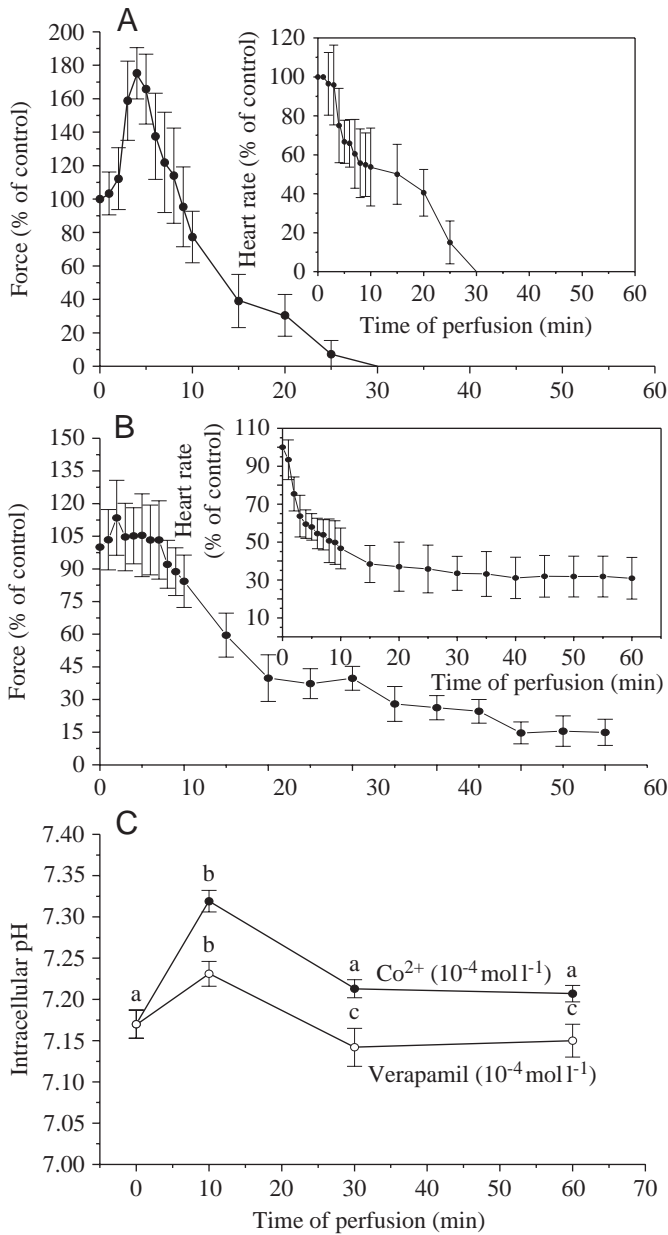 A
Force (% of control)
200
180
160
140
120
100
80
60
40
20
0
0 10 20 30 40 50 60
Heart rate (% of control)
120
100
80
60
40
20
0
0 10 20 30 40 50 60
Time of perfusion (min)
B
Force (% of control)
150
135
120
105
90
75
60
45
30
15
0
0 10 20 30 40 50 60
Heart rate
(% of control)
110
90
70
50
30
10
0 10 20 30 40 50 60
Time of perfusion (min)
C
Intracellular pH
7.40
7.35
7.30
7.25
7.20
7.15
7.10
7.05
7.00
a
b
b
a
a
c
c
Co²⁺ (10⁻⁴ mol l⁻¹)
Verapamil (10⁻⁴ mol l⁻¹)
0 10 20 30 40 50 60 70
Time of perfusion (min)